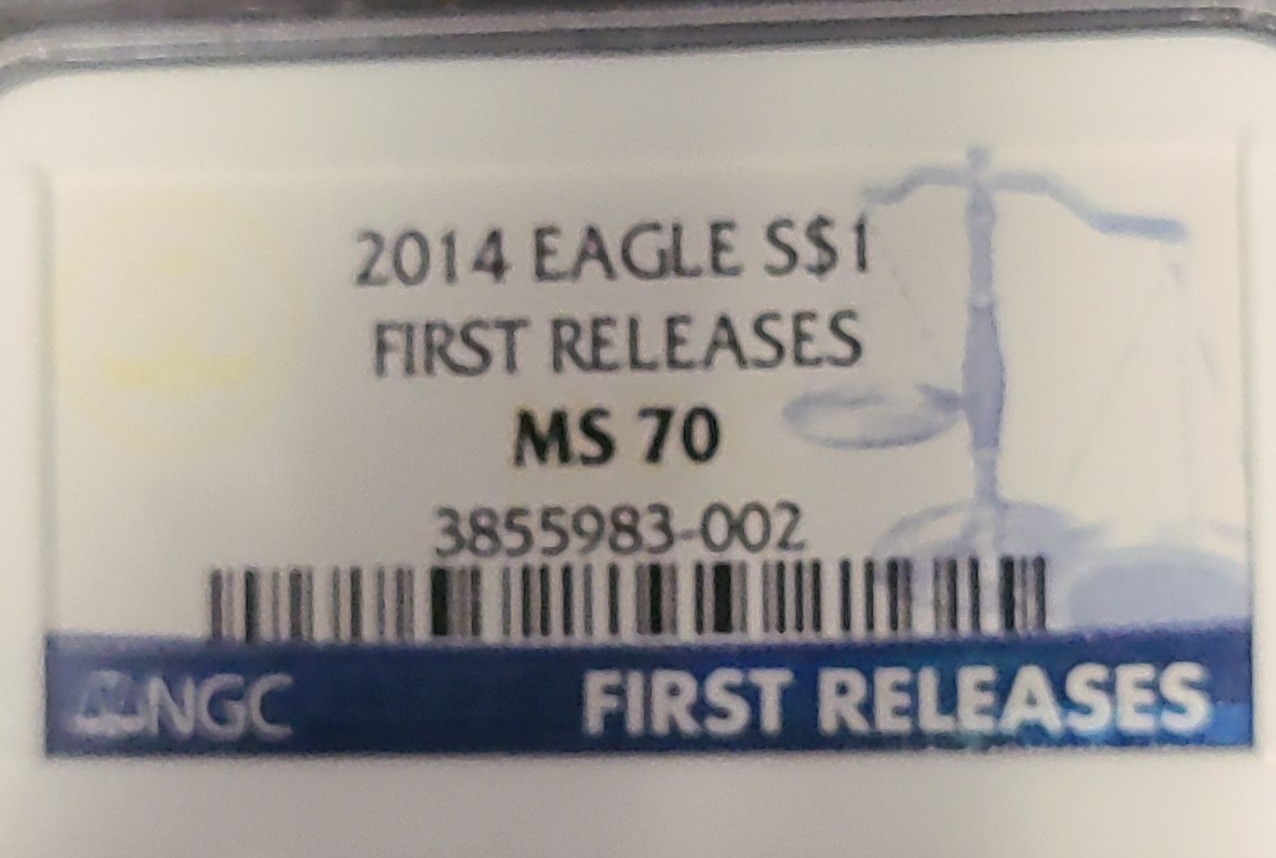 2014 EAGLE S$1
FIRST RELEASES
MS 70
3855983-002
NGC
FIRST RELEASES